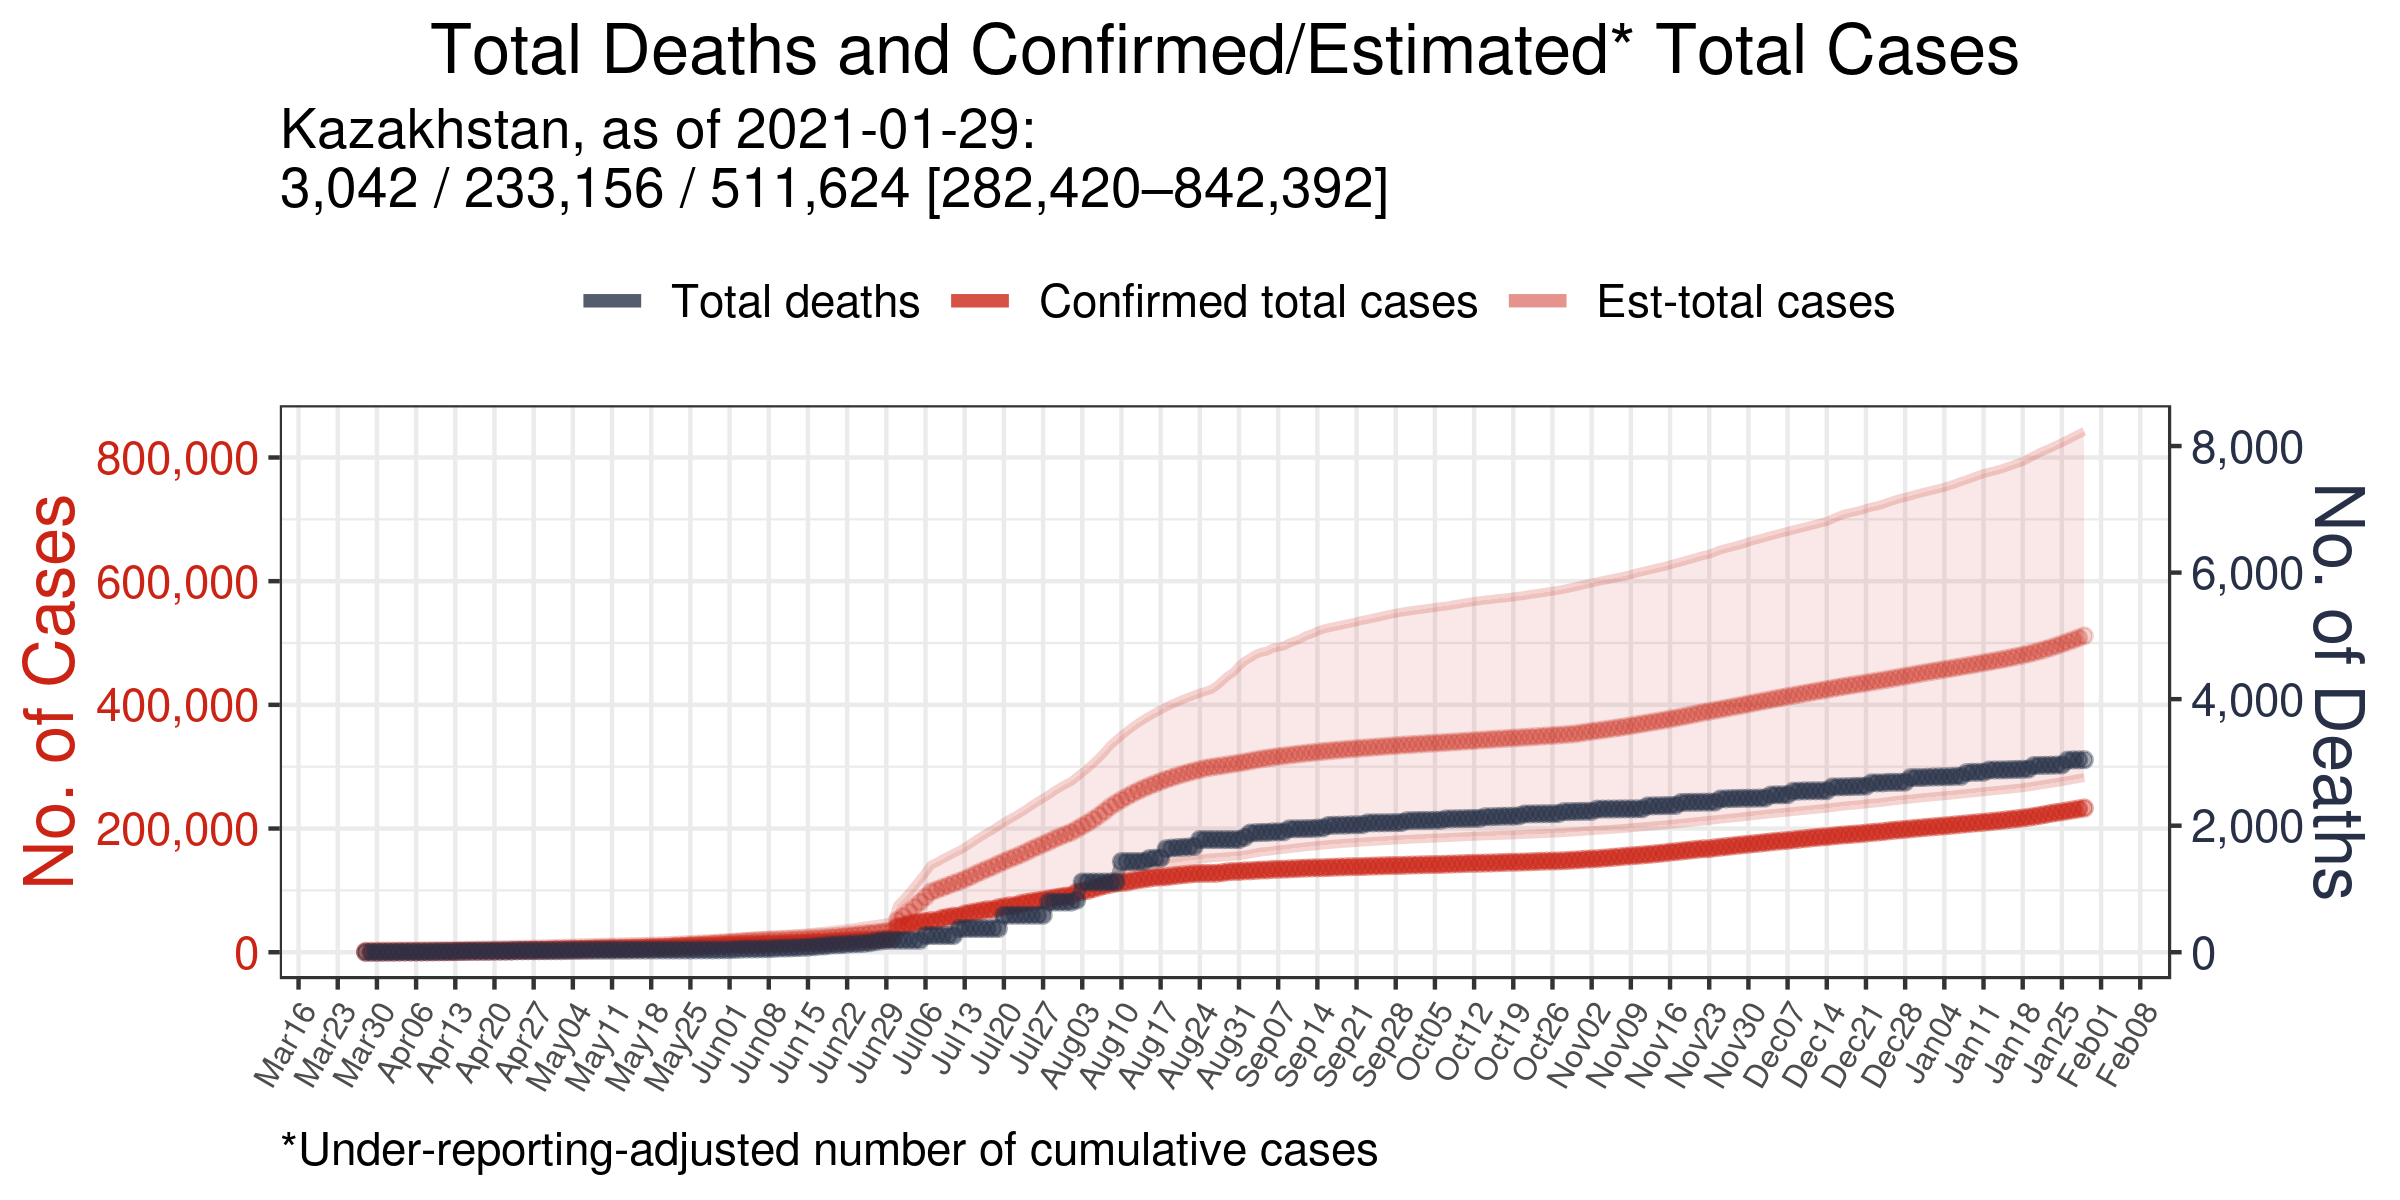 Total Deaths and Confirmed/Estimated* Total Cases
Kazakhstan, as of 2021-01-29:
3,042 / 233,156 / 511,624 [282,420–842,392]
Total deaths
Confirmed total cases
Est-total cases
No. of Cases
800,000
600,000
400,000
200,000
0
8,000
6,000
4,000
2,000
0
No. of Deaths
Mar16
Mar23
Mar30
Apr06
Apr13
Apr20
Apr27
May04
May11
May18
May25
Jun01
Jun08
Jun15
Jun22
Jun29
Jul06
Jul13
Jul20
Jul27
Aug03
Aug10
Aug17
Aug24
Aug31
Sep07
Sep14
Sep21
Sep28
Oct05
Oct12
Oct19
Oct26
Nov02
Nov09
Nov16
Nov23
Nov30
Dec07
Dec14
Dec21
Dec28
Jan04
Jan11
Jan18
Jan25
Feb01
Feb08
*Under-reporting-adjusted number of cumulative cases